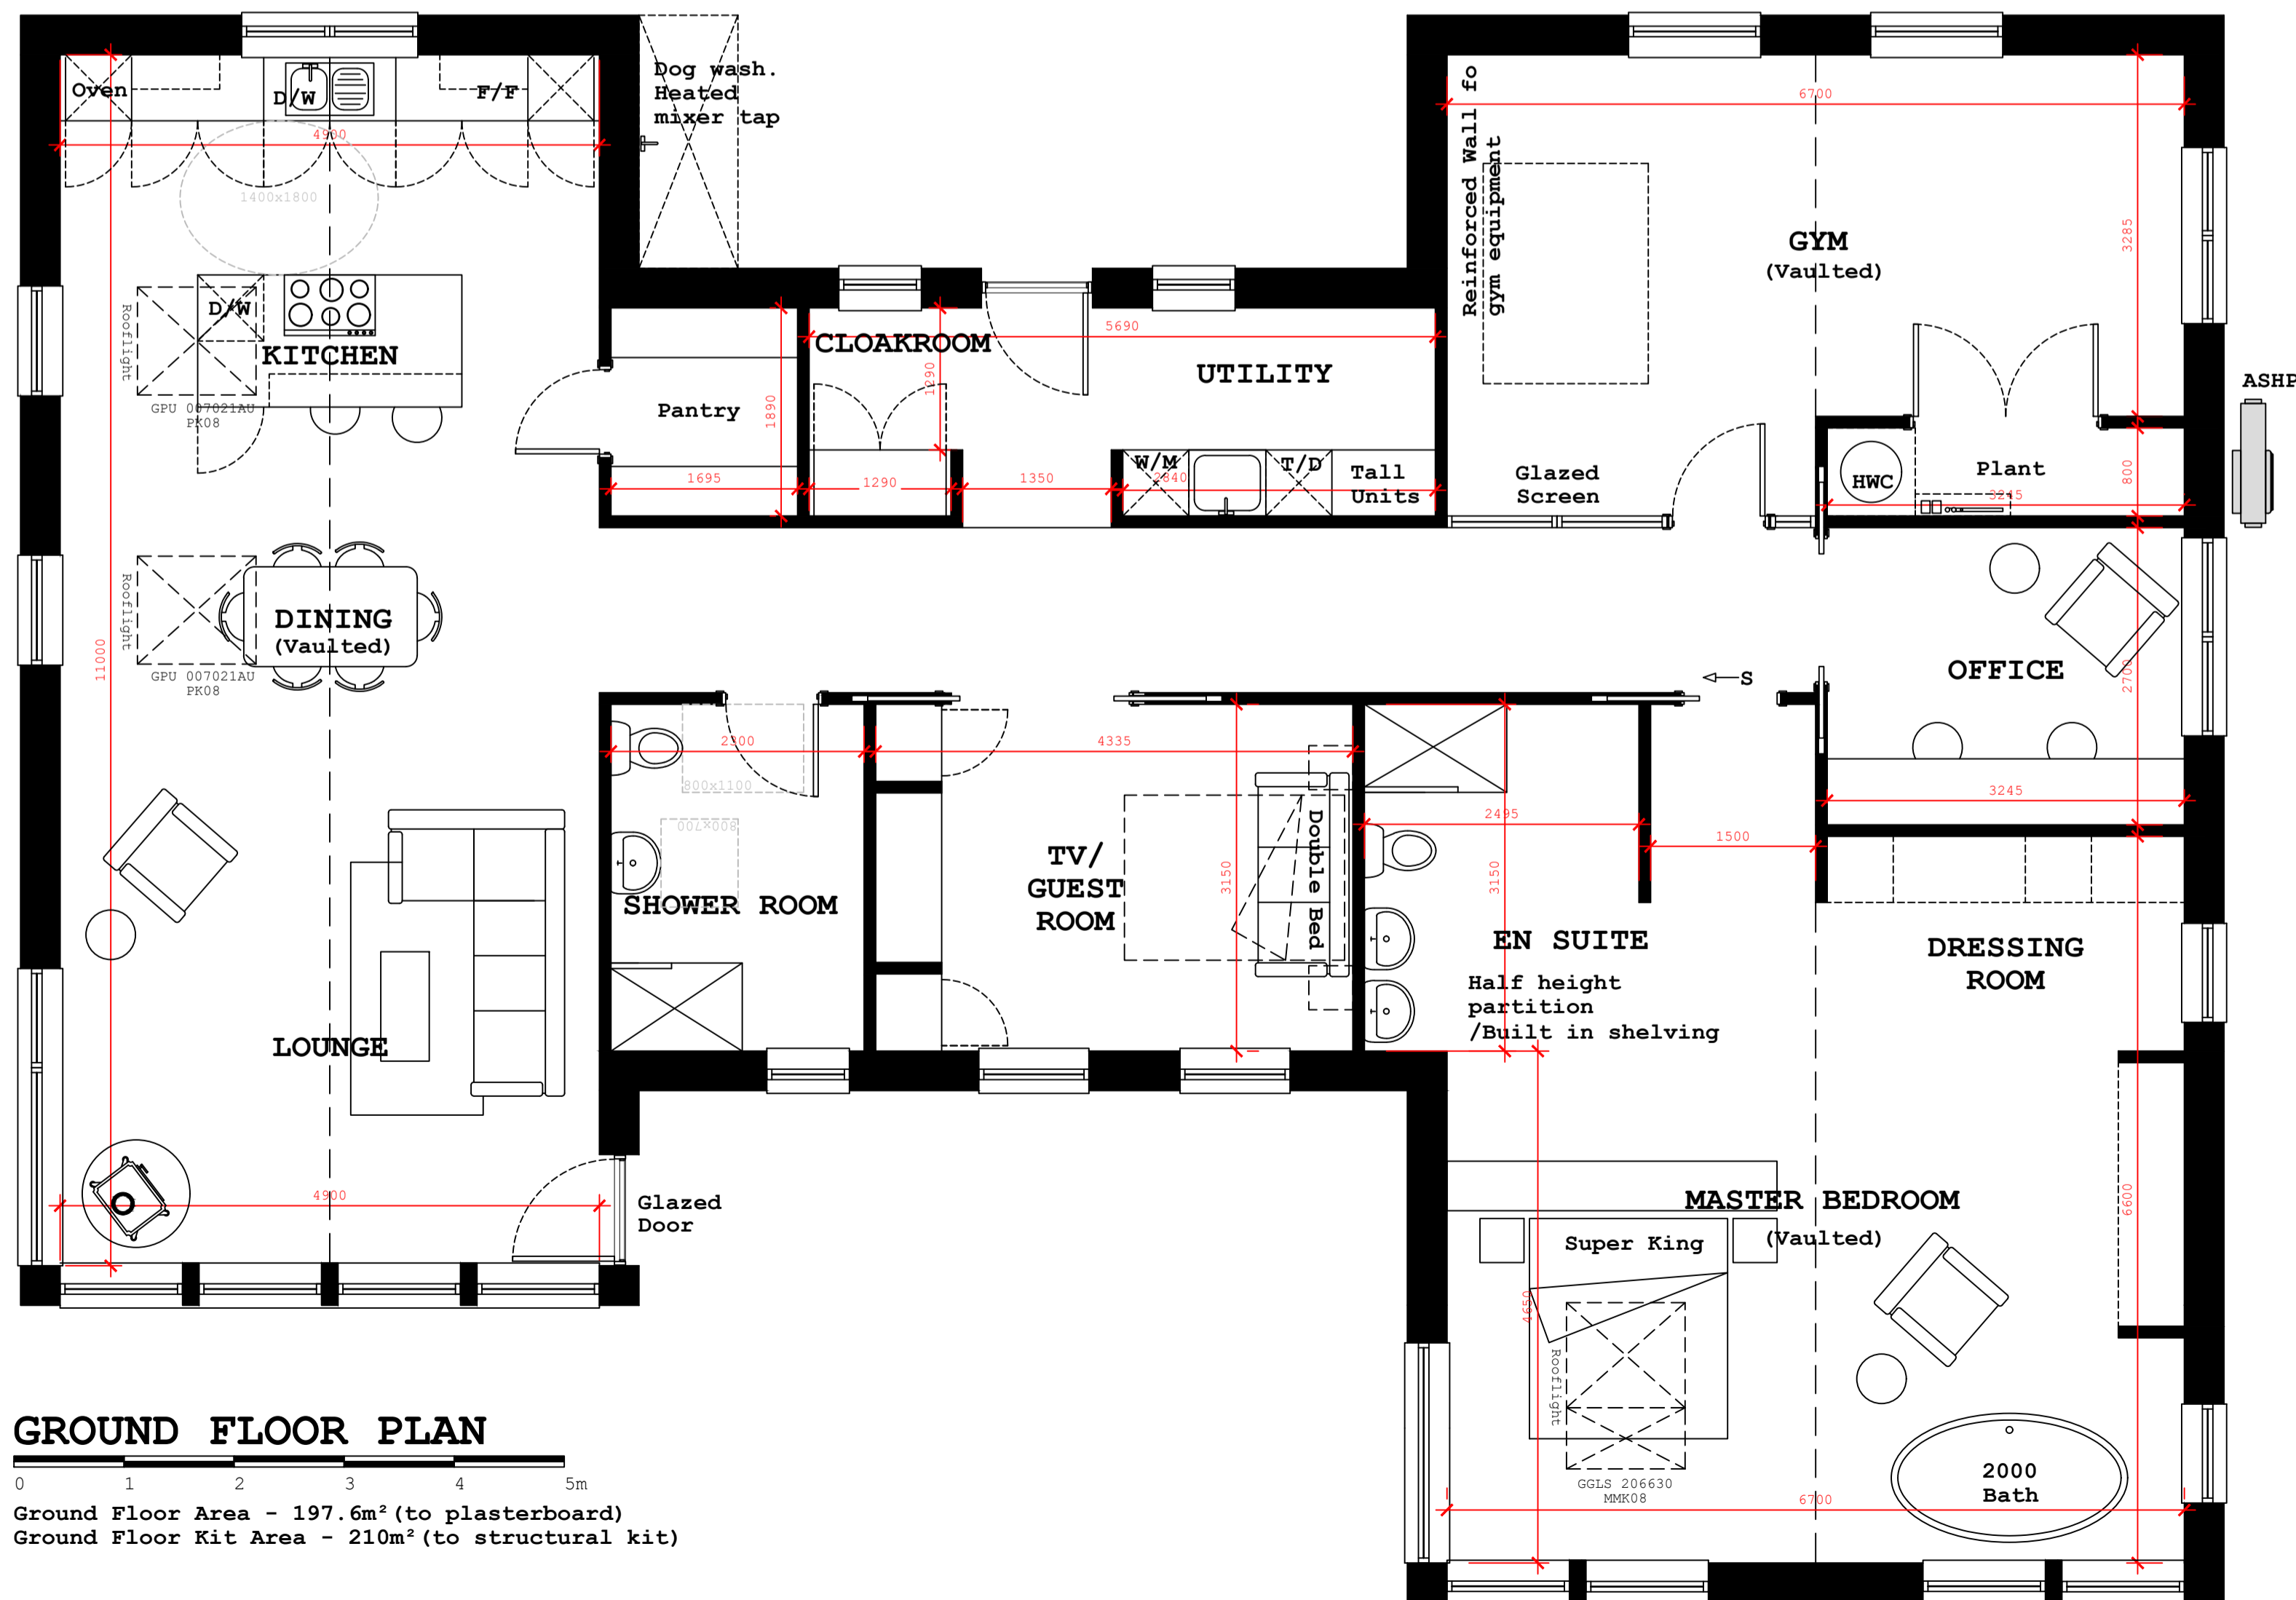 Oven
D/W
F/F
4900
1400x1800
Dog wash.
Heated
mixer tap
Reinforced Wall fo
gym equipment
6700
GYM
(Vaulted)
3285
ASHP
Rooflight
D/W
KITCHEN
GPU 007021AU
PK08
Pantry
1890
1695
CLOAKROOM
1290
1290
5690
UTILITY
1350
W/M
T/D
2840
Tall
Units
Glazed
Screen
HWC
Plant
3245
800
Rooflight
DINING
(Vaulted)
GPU 007021AU
PK08
11000
S
OFFICE
2700
3245
2300
800x1100
800x700
SHOWER ROOM
4335
TV/
GUEST
ROOM
3150
Double Bed
2495
3150
1500
EN SUITE
Half height
partition
/Built in shelving
DRESSING
ROOM
LOUNGE
4900
Glazed
Door
MASTER BEDROOM
(Vaulted)
Super King
6600
4650
Rooflight
GGLS 206630
MMK08
6700
2000
Bath
GROUND FLOOR PLAN
0 1 2 3 4 5m
Ground Floor Area - 197.6m²(to plasterboard)
Ground Floor Kit Area - 210m²(to structural kit)